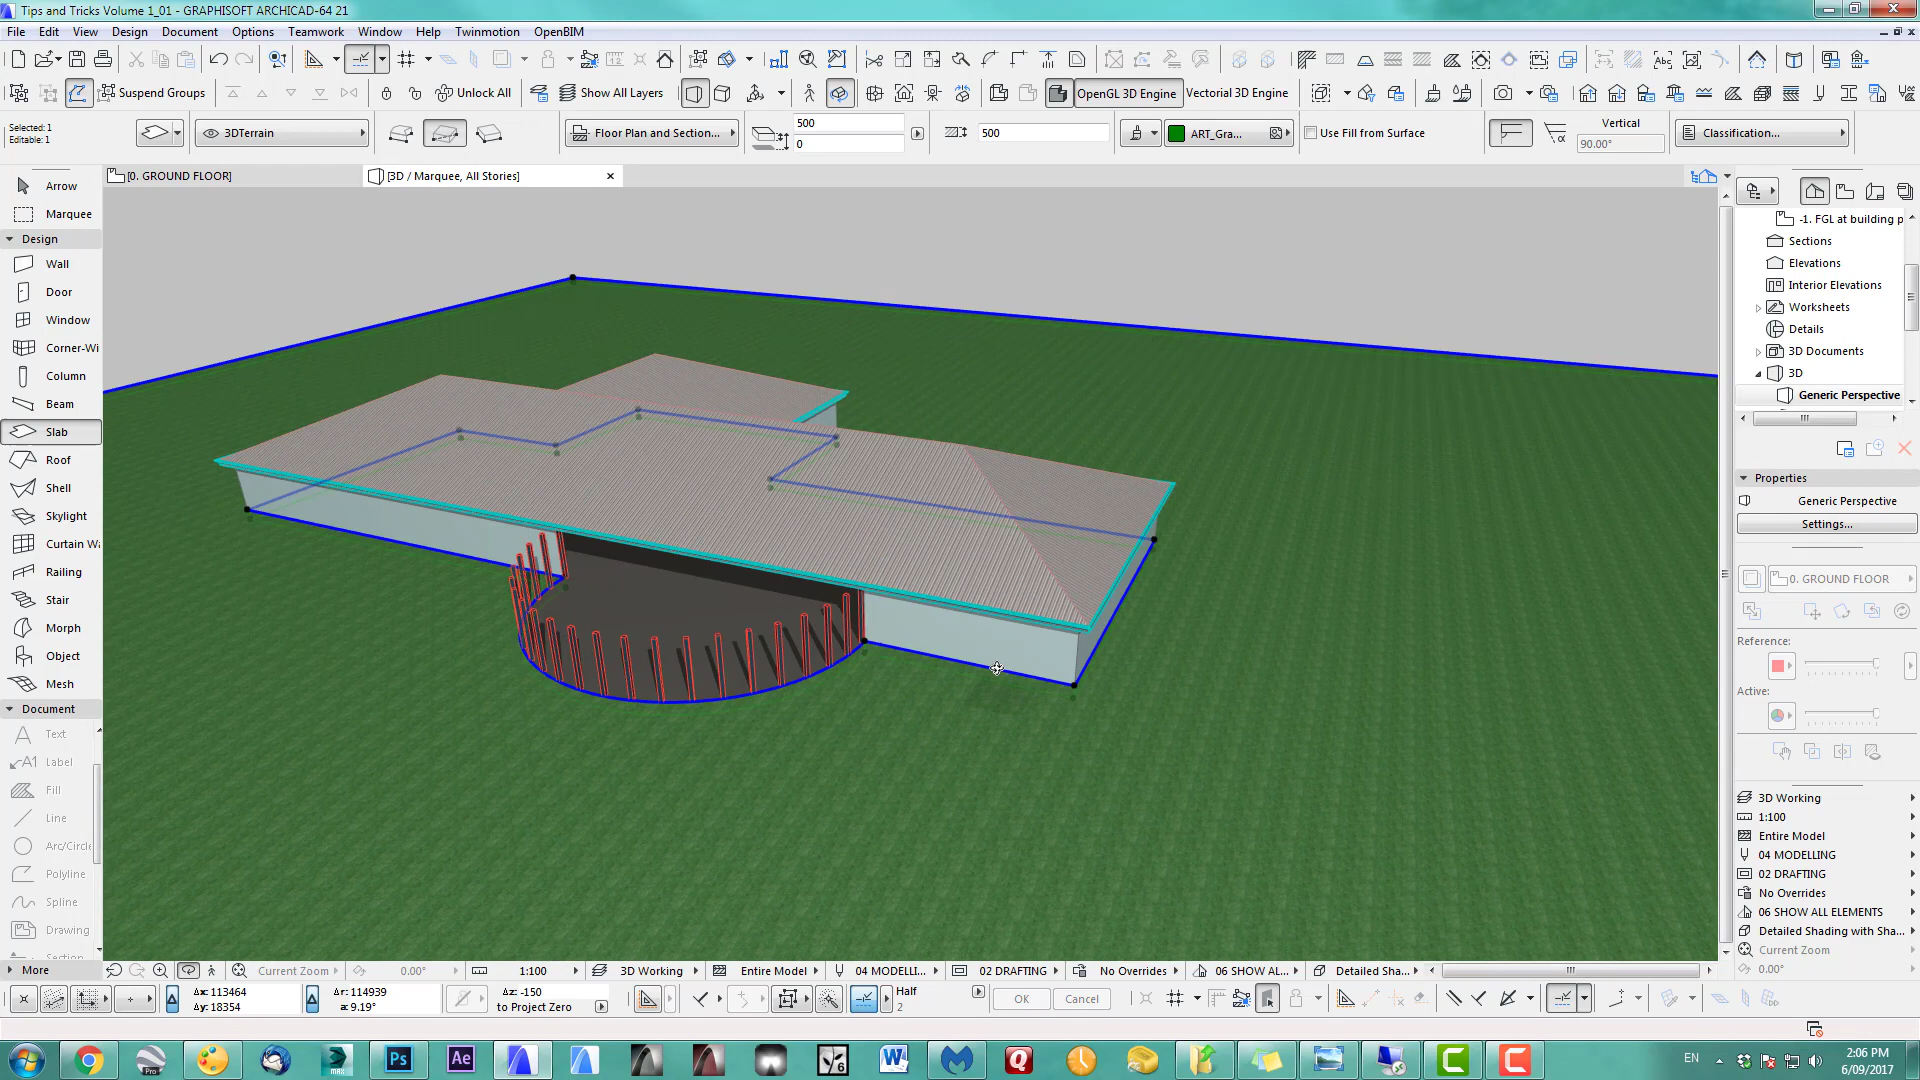 Tips and Tricks Volume 1_01 - GRAPHISOFT ARCHICAD-64 21
File Edit View Design Document Options Teamwork Window Help Twinmotion OpenBIM
Suspend Groups Unlock All Show All Layers OpenGL 3D Engine Vectorial 3D Engine
Selected: 1
Editable: 1
3DTerrain
Floor Plan and Section...
500
0
500
ART_Gra...
Use Fill from Surface
Vertical
90.00°
Classification...
[0. GROUND FLOOR]
[3D / Marquee, All Stories]
Arrow
Marquee
Design
Wall
Door
Window
Corner-Wi
Column
Beam
Slab
Roof
Shell
Skylight
Curtain Wa
Railing
Stair
Morph
Object
Mesh
Document
Text
A1 Label
Fill
Line
Arc/Circle
Polyline
Spline
Drawing
Section
More
-1. FGL at building p
Sections
Elevations
Interior Elevations
Worksheets
Details
3D Documents
3D
Generic Perspective
Properties
Generic Perspective
Settings...
0. GROUND FLOOR
Reference:
Active:
3D Working
1:100
Entire Model
04 MODELLING
02 DRAFTING
No Overrides
06 SHOW ALL ELEMENTS
Detailed Shading with Sha...
Current Zoom
0.00°
Current Zoom 0.00° 1:100 3D Working Entire Model 04 MODELLI... 02 DRAFTING No Overrides 06 SHOW AL... Detailed Sha...
Δx: 113464
Δy: 18354
Δr: 114939
a: 9.19°
Δz: -150
to Project Zero
Half
2
OK Cancel
Pro
MAX
Ps
Ae
EN
2:06 PM
6/09/2017